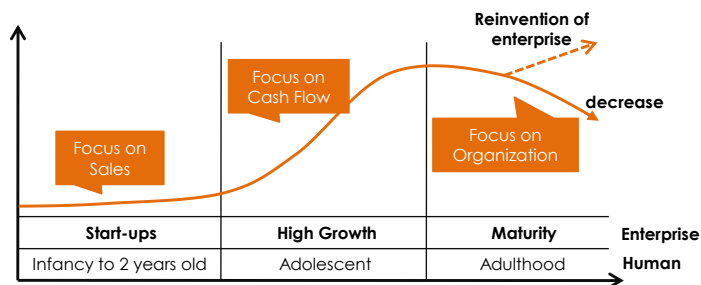 Reinvention of
enterprise
Focus on
Cash Flow
decrease
Focus on
Sales
Focus on
Organization
Start-ups High Growth Maturity Enterprise
Infancy to 2 years old Adolescent Adulthood Human